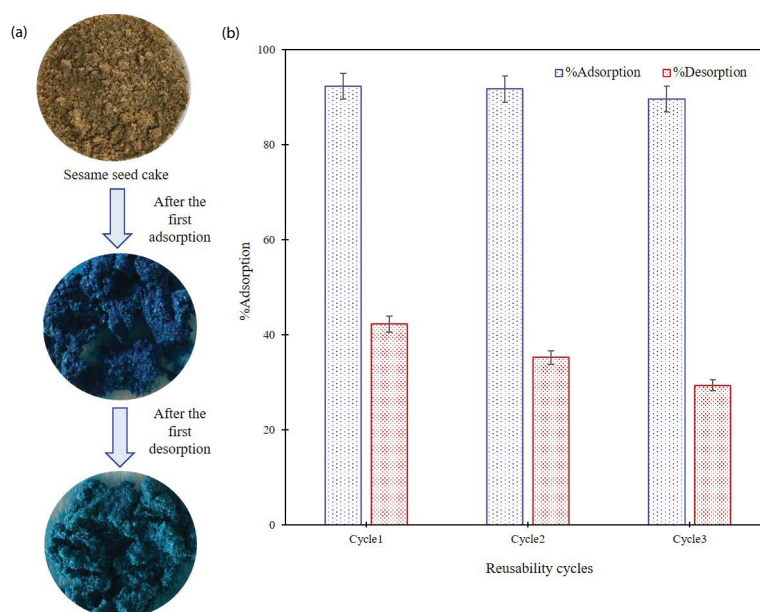 (a)
Sesame seed cake
After the
first
adsorption
After the
first
desorption
(b)
%Adsorption
100
80
60
40
20
0
%Adsorption %Desorption
Cycle1 Cycle2 Cycle3
Reusability cycles